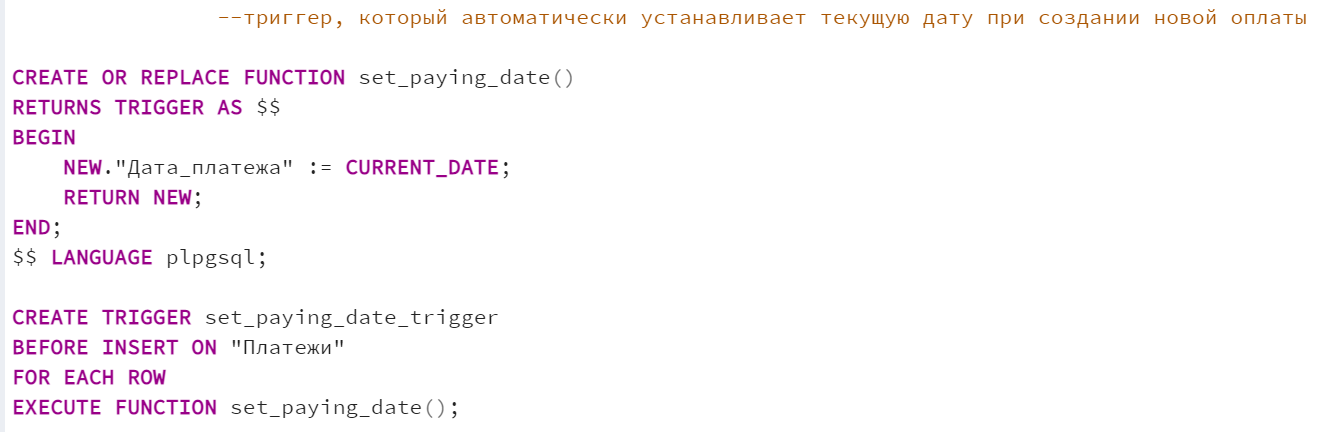 --триггер, который автоматически устанавливает текущую дату при создании новой оплаты
CREATE OR REPLACE FUNCTION set_paying_date()
RETURNS TRIGGER AS $$
BEGIN
    NEW."Дата_платежа" := CURRENT_DATE;
    RETURN NEW;
END;
$$ LANGUAGE plpgsql;
CREATE TRIGGER set_paying_date_trigger
BEFORE INSERT ON "Платежи"
FOR EACH ROW
EXECUTE FUNCTION set_paying_date();